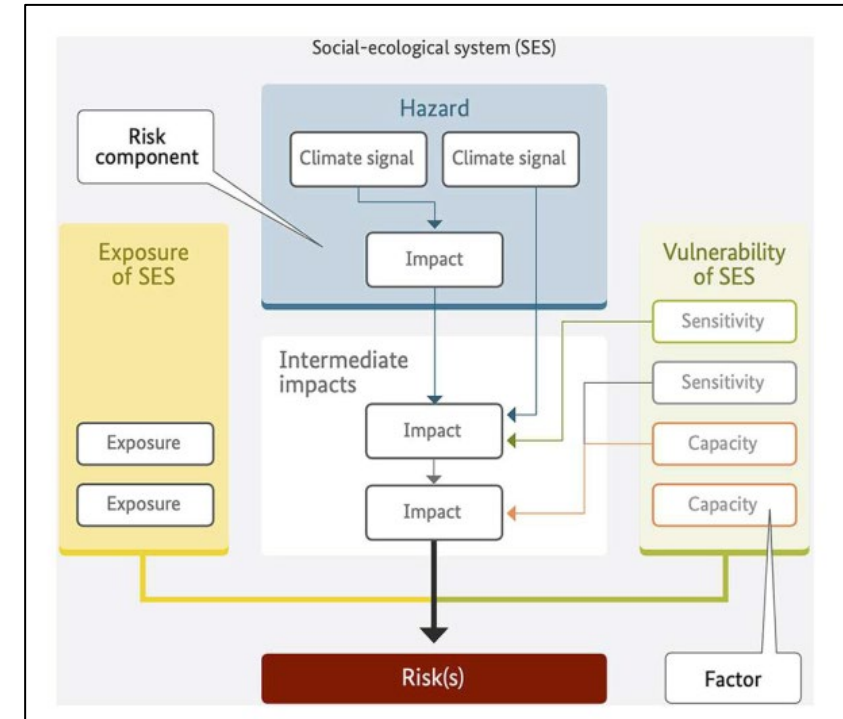 Social-ecological system (SES)
Hazard
Risk
component
Climate signal
Climate signal
Impact
Exposure
of SES
Vulnerability
of SES
Sensitivity
Intermediate
impacts
Sensitivity
Impact
Exposure
Capacity
Impact
Exposure
Capacity
Risk(s)
Factor